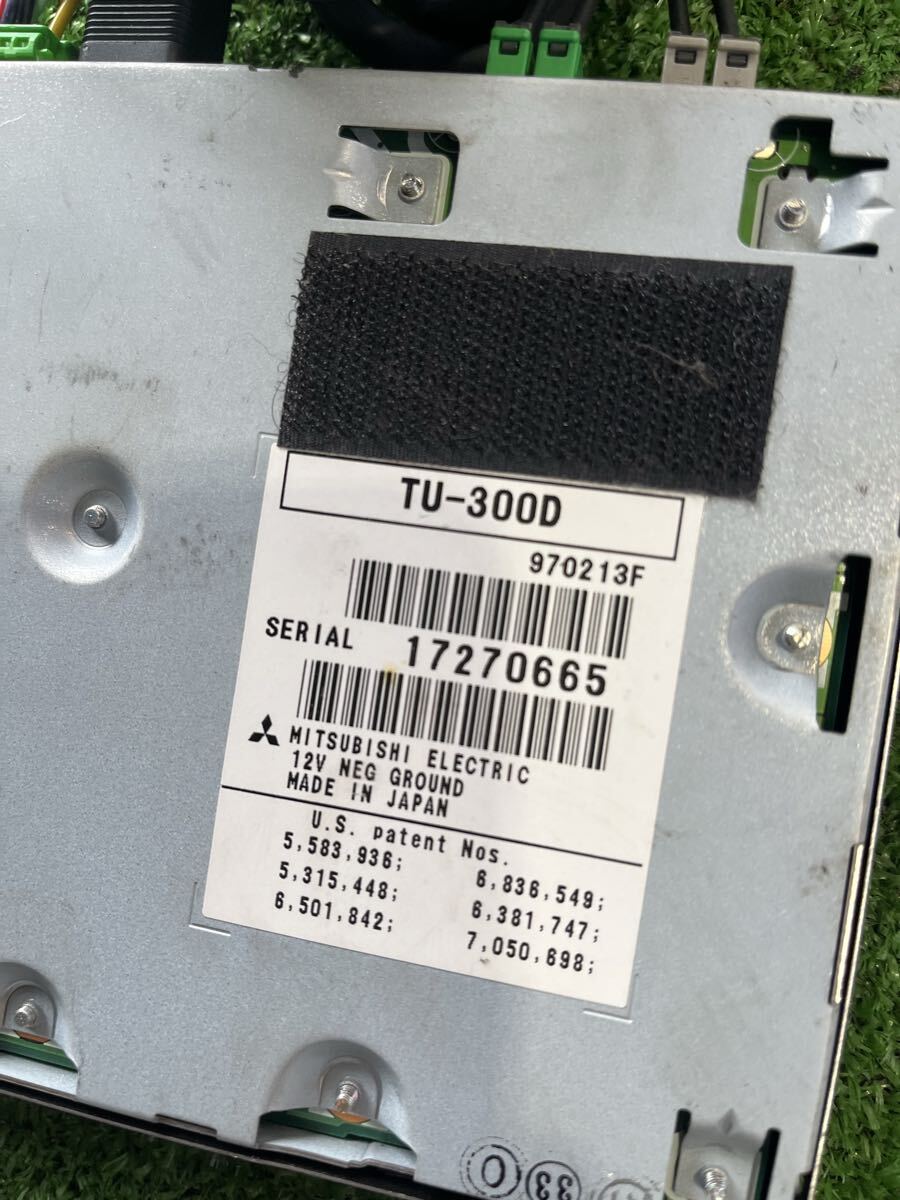 TU-300D
970213F
SERIAL 17270665
MITSUBISHI ELECTRIC
12V NEG GROUND
MADE IN JAPAN
U.S. patent Nos.
5,583,936; 6,836,549;
5,315,448; 6,381,747;
6,501,842; 7,050,698;
O
33